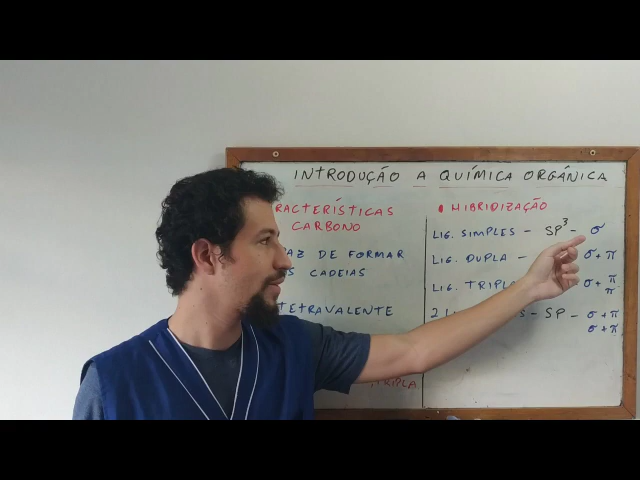 INTRODUÇÃO A QUÍMICA ORGÂNICA
RACTERÍSTICAS
CARBONO
AZ DE FORMAR
S CADEIAS
TETRAVALENTE
TRIPLA
• HIBRIDIZAÇÃO
LIG. SIMPLES - SP³ - σ
LIG. DUPLA - σ + π
LIG. TRIPL σ + π
π
2 L S - SP - σ + π
σ + π